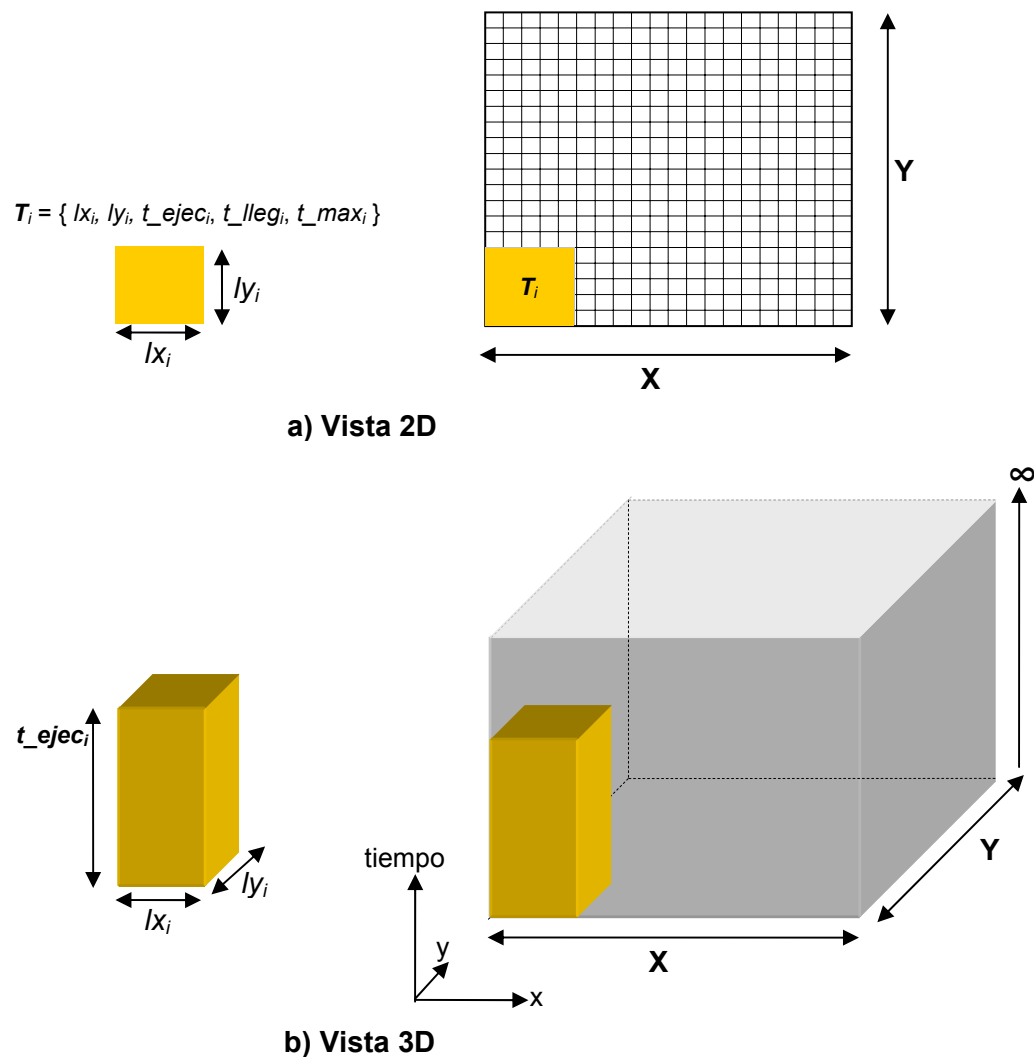 Y
T_i = { lx_i, ly_i, t_ejec_i, t_lleg_i, t_max_i }
T_i
ly_i
lx_i
X
a) Vista 2D
∞
t_ejec_i
tiempo
Y
ly_i
lx_i
y
X
x
b) Vista 3D